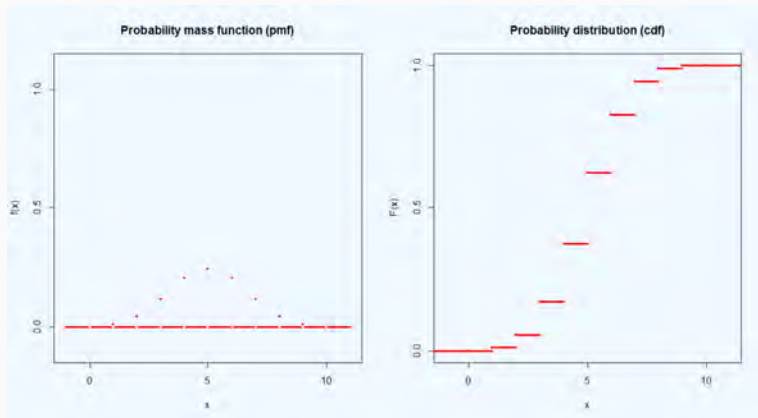 Probability mass function (pmf)
f(x)
1.0
0.5
0.0
0
5
10
x
Probability distribution (cdf)
F(x)
1.0
0.5
0.0
0
5
10
x